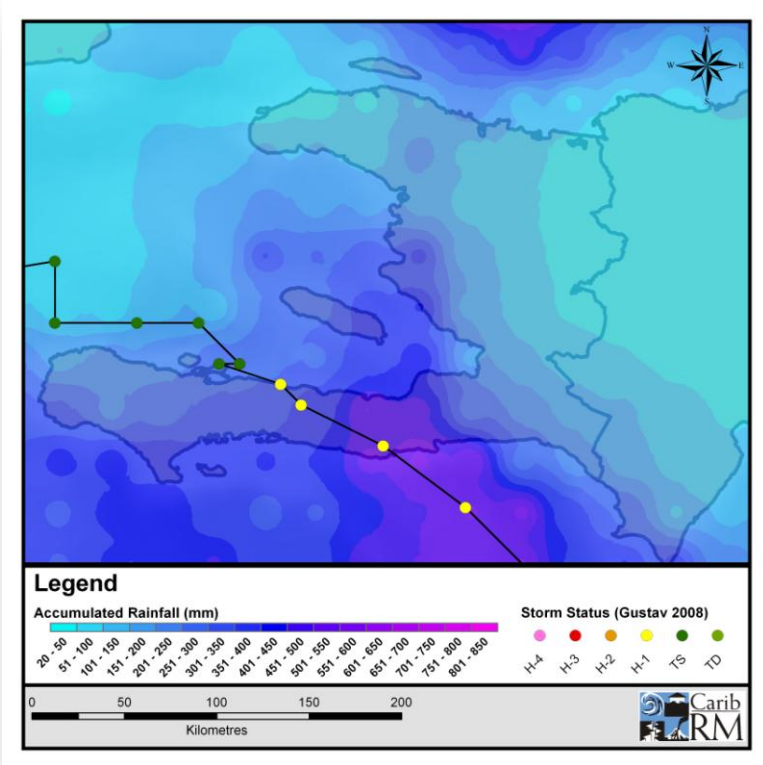 N
W E
S
Legend
Accumulated Rainfall (mm)
20 - 50
51 - 100
101 - 150
151 - 200
201 - 250
251 - 300
301 - 350
351 - 400
401 - 450
451 - 500
501 - 550
551 - 600
601 - 650
651 - 700
701 - 750
751 - 800
801 - 850
Storm Status (Gustav 2008)
H-4
H-3
H-2
H-1
TS
TD
0 50 100 150 200
Kilometres
Carib
RM